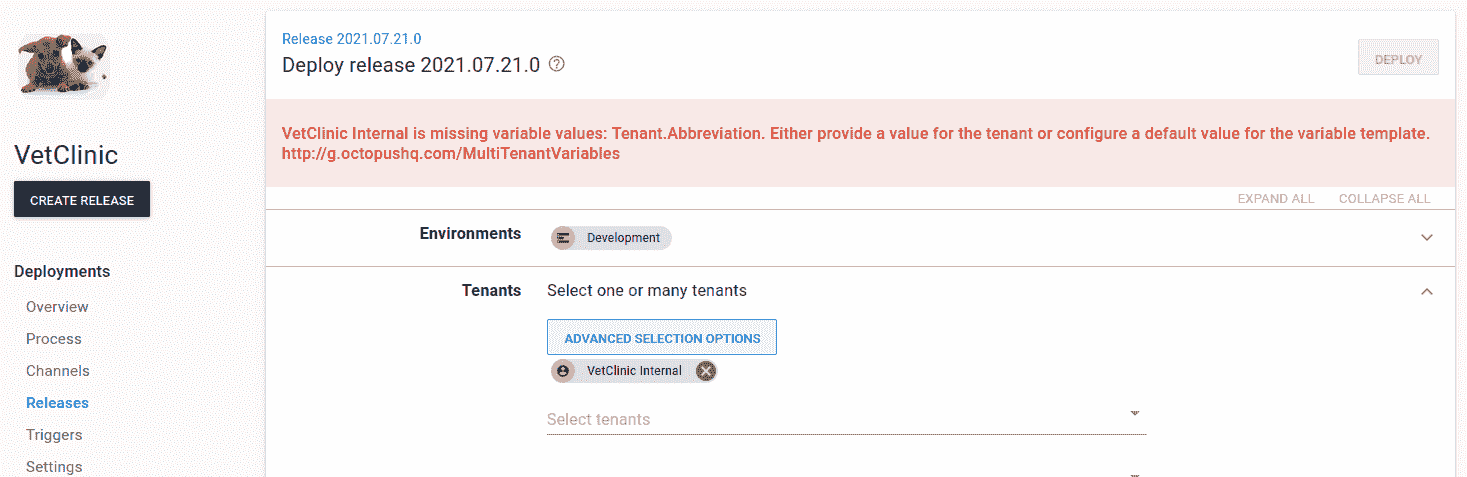 Release 2021.07.21.0
Deploy release 2021.07.21.0
DEPLOY
VetClinic Internal is missing variable values: Tenant.Abbreviation. Either provide a value for the tenant or configure a default value for the variable template.
http://g.octopushq.com/MultiTenantVariables
VetClinic
CREATE RELEASE
EXPAND ALL COLLAPSE ALL
Environments Development
Deployments
Tenants Select one or many tenants
Overview
Process
ADVANCED SELECTION OPTIONS
Channels
VetClinic Internal
Releases
Select tenants
Triggers
Settings